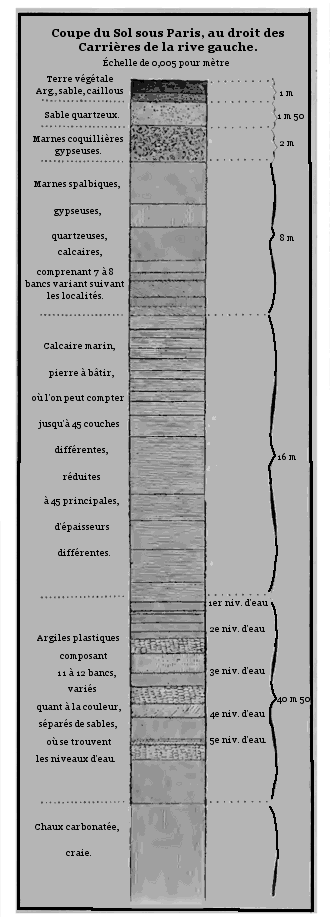 Coupe du Sol sous Paris, au droit des
Carrières de la rive gauche.
Échelle de 0,005 pour mètre
Terre végétale
Arg.,sable,caillous
1 m
Sable quartzeux.
1 m 50
Marnes coquillières
gypseuses.
2 m
Marnes spalbiques,
gypseuses,
quartzeuses,
calcaires,
comprenant 7 à 8
bancs variant suivant
les localités.
8 m
Calcaire marin,
pierre à bâtir,
où l'on peut compter
jusqu'à 45 couches
différentes,
réduites
à 45 principales,
d'épaisseurs
différentes.
16 m
1er niv. d'eau
2e niv. d'eau
Argiles plastiques
composant
11 à 12 bancs,
variés
quant à la couleur,
séparés de sables,
où se trouvent
les niveaux d'eau.
3e niv. d'eau
4e niv. d'eau
5e niv. d'eau
40 m 50
Chaux carbonatée,
craie.